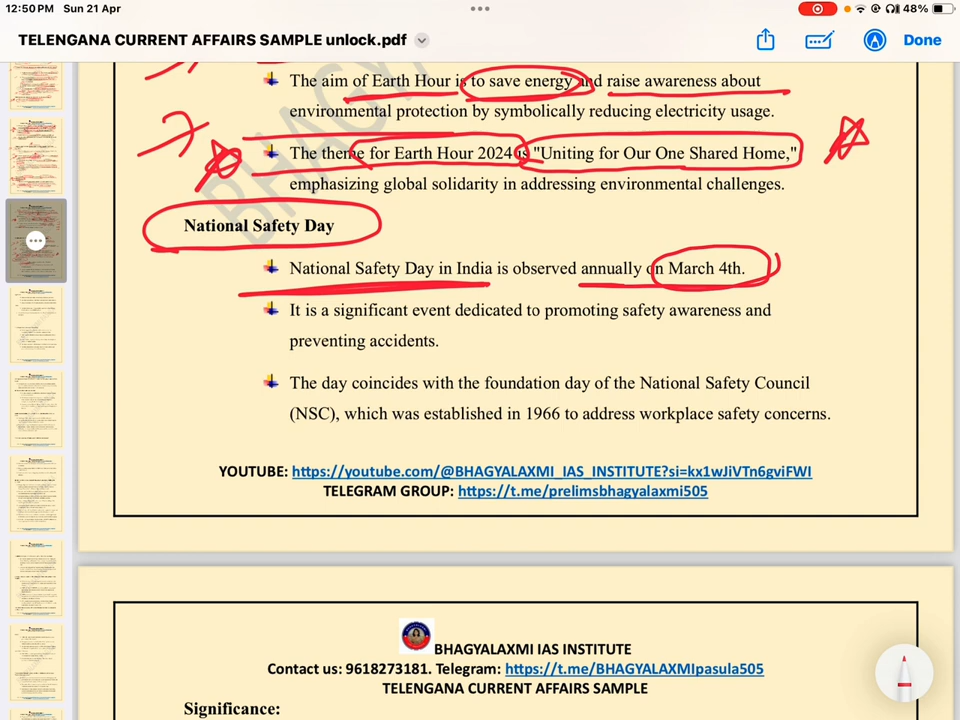 12:50 PM Sun 21 Apr
48%
TELENGANA CURRENT AFFAIRS SAMPLE unlock.pdf
Done
The aim of Earth Hour is to save energy and raise awareness about
environmental protection by symbolically reducing electricity usage.
The theme for Earth Hour 2024 is "Uniting for Our One Shared Home,"
emphasizing global solidarity in addressing environmental challenges.
National Safety Day
National Safety Day in India is observed annually on March 4th.
It is a significant event dedicated to promoting safety awareness and
preventing accidents.
The day coincides with the foundation day of the National Safety Council
(NSC), which was established in 1966 to address workplace safety concerns.
YOUTUBE: https://youtube.com/@BHAGYALAXMI_IAS_INSTITUTE?si=kx1wJiVTn6gviFWI
TELEGRAM GROUP: https://t.me/prelimsbhagyalaxmi505
BHAGYALAXMI IAS INSTITUTE
Contact us: 9618273181. Telegram: https://t.me/BHAGYALAXMIpasula505
TELENGANA CURRENT AFFAIRS SAMPLE
Significance: